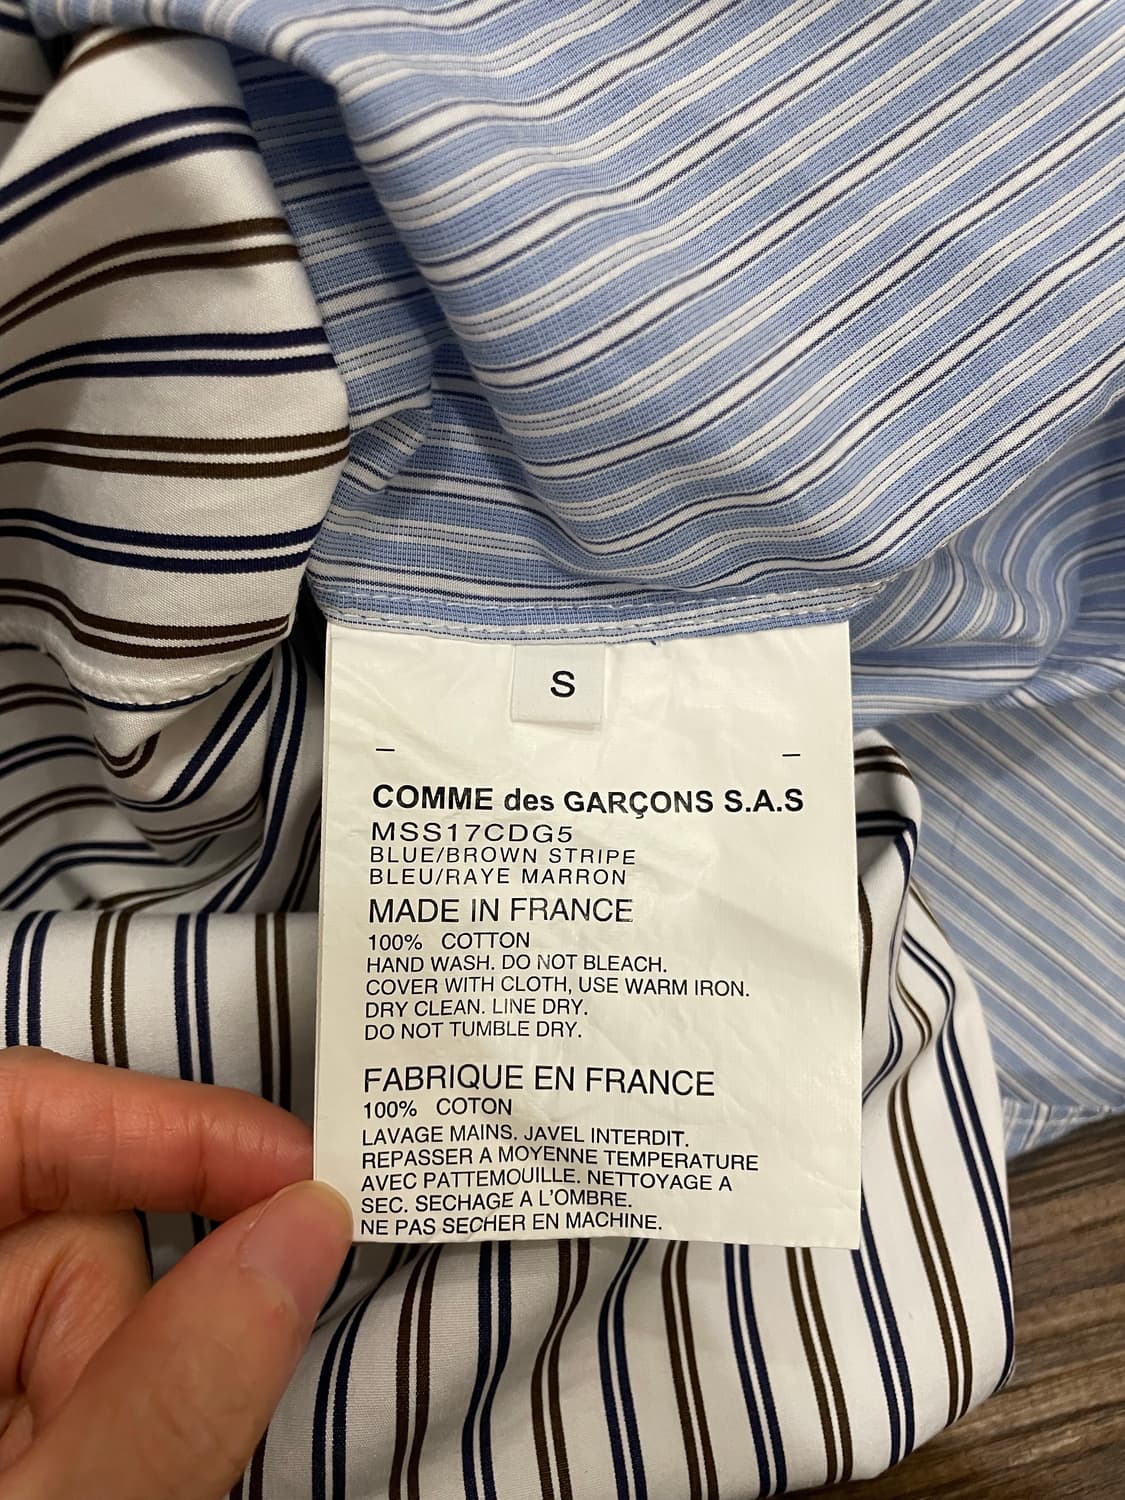 S
COMME des GARÇONS S.A.S
MSS17CDG5
BLUE/BROWN STRIPE
BLEU/RAYE MARRON
MADE IN FRANCE
100% COTTON
HAND WASH. DO NOT BLEACH.
COVER WITH CLOTH, USE WARM IRON.
DRY CLEAN. LINE DRY.
DO NOT TUMBLE DRY.
FABRIQUE EN FRANCE
100% COTON
LAVAGE MAINS. JAVEL INTERDIT.
REPASSER A MOYENNE TEMPERATURE
AVEC PATTEMOUILLE. NETTOYAGE A
SEC. SECHAGE A L'OMBRE.
NE PAS SECHER EN MACHINE.